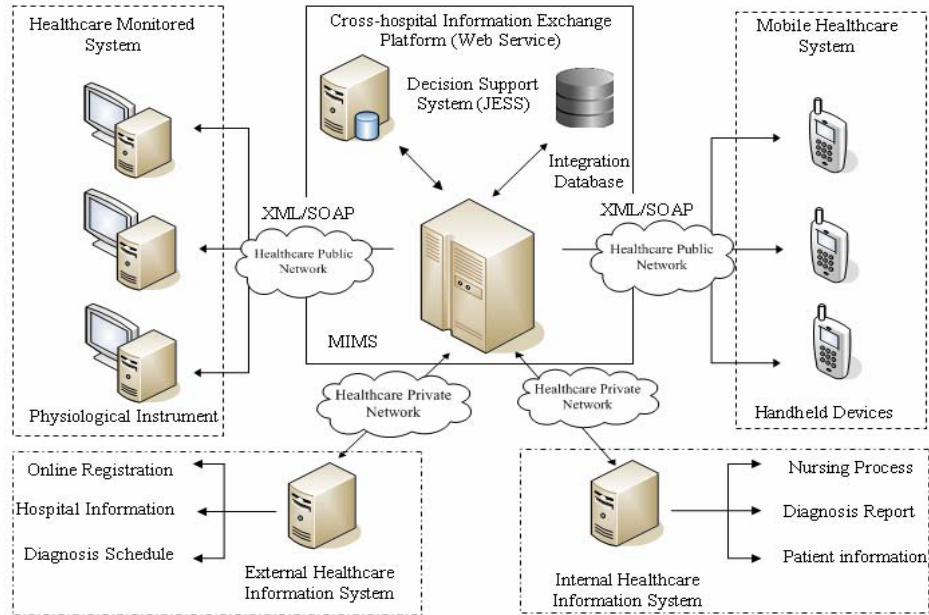 Healthcare Monitored
System
Physiological Instrument
Cross-hospital Information Exchange
Platform (Web Service)
Decision Support
System (JESS)
Integration
Database
XML/SOAP
Healthcare Public
Network
XML/SOAP
Healthcare Public
Network
MIMS
Mobile Healthcare
System
Handheld Devices
Healthcare Private
Network
Healthcare Private
Network
Online Registration
Hospital Information
Diagnosis Schedule
External Healthcare
Information System
Internal Healthcare
Information System
Nursing Process
Diagnosis Report
Patient information